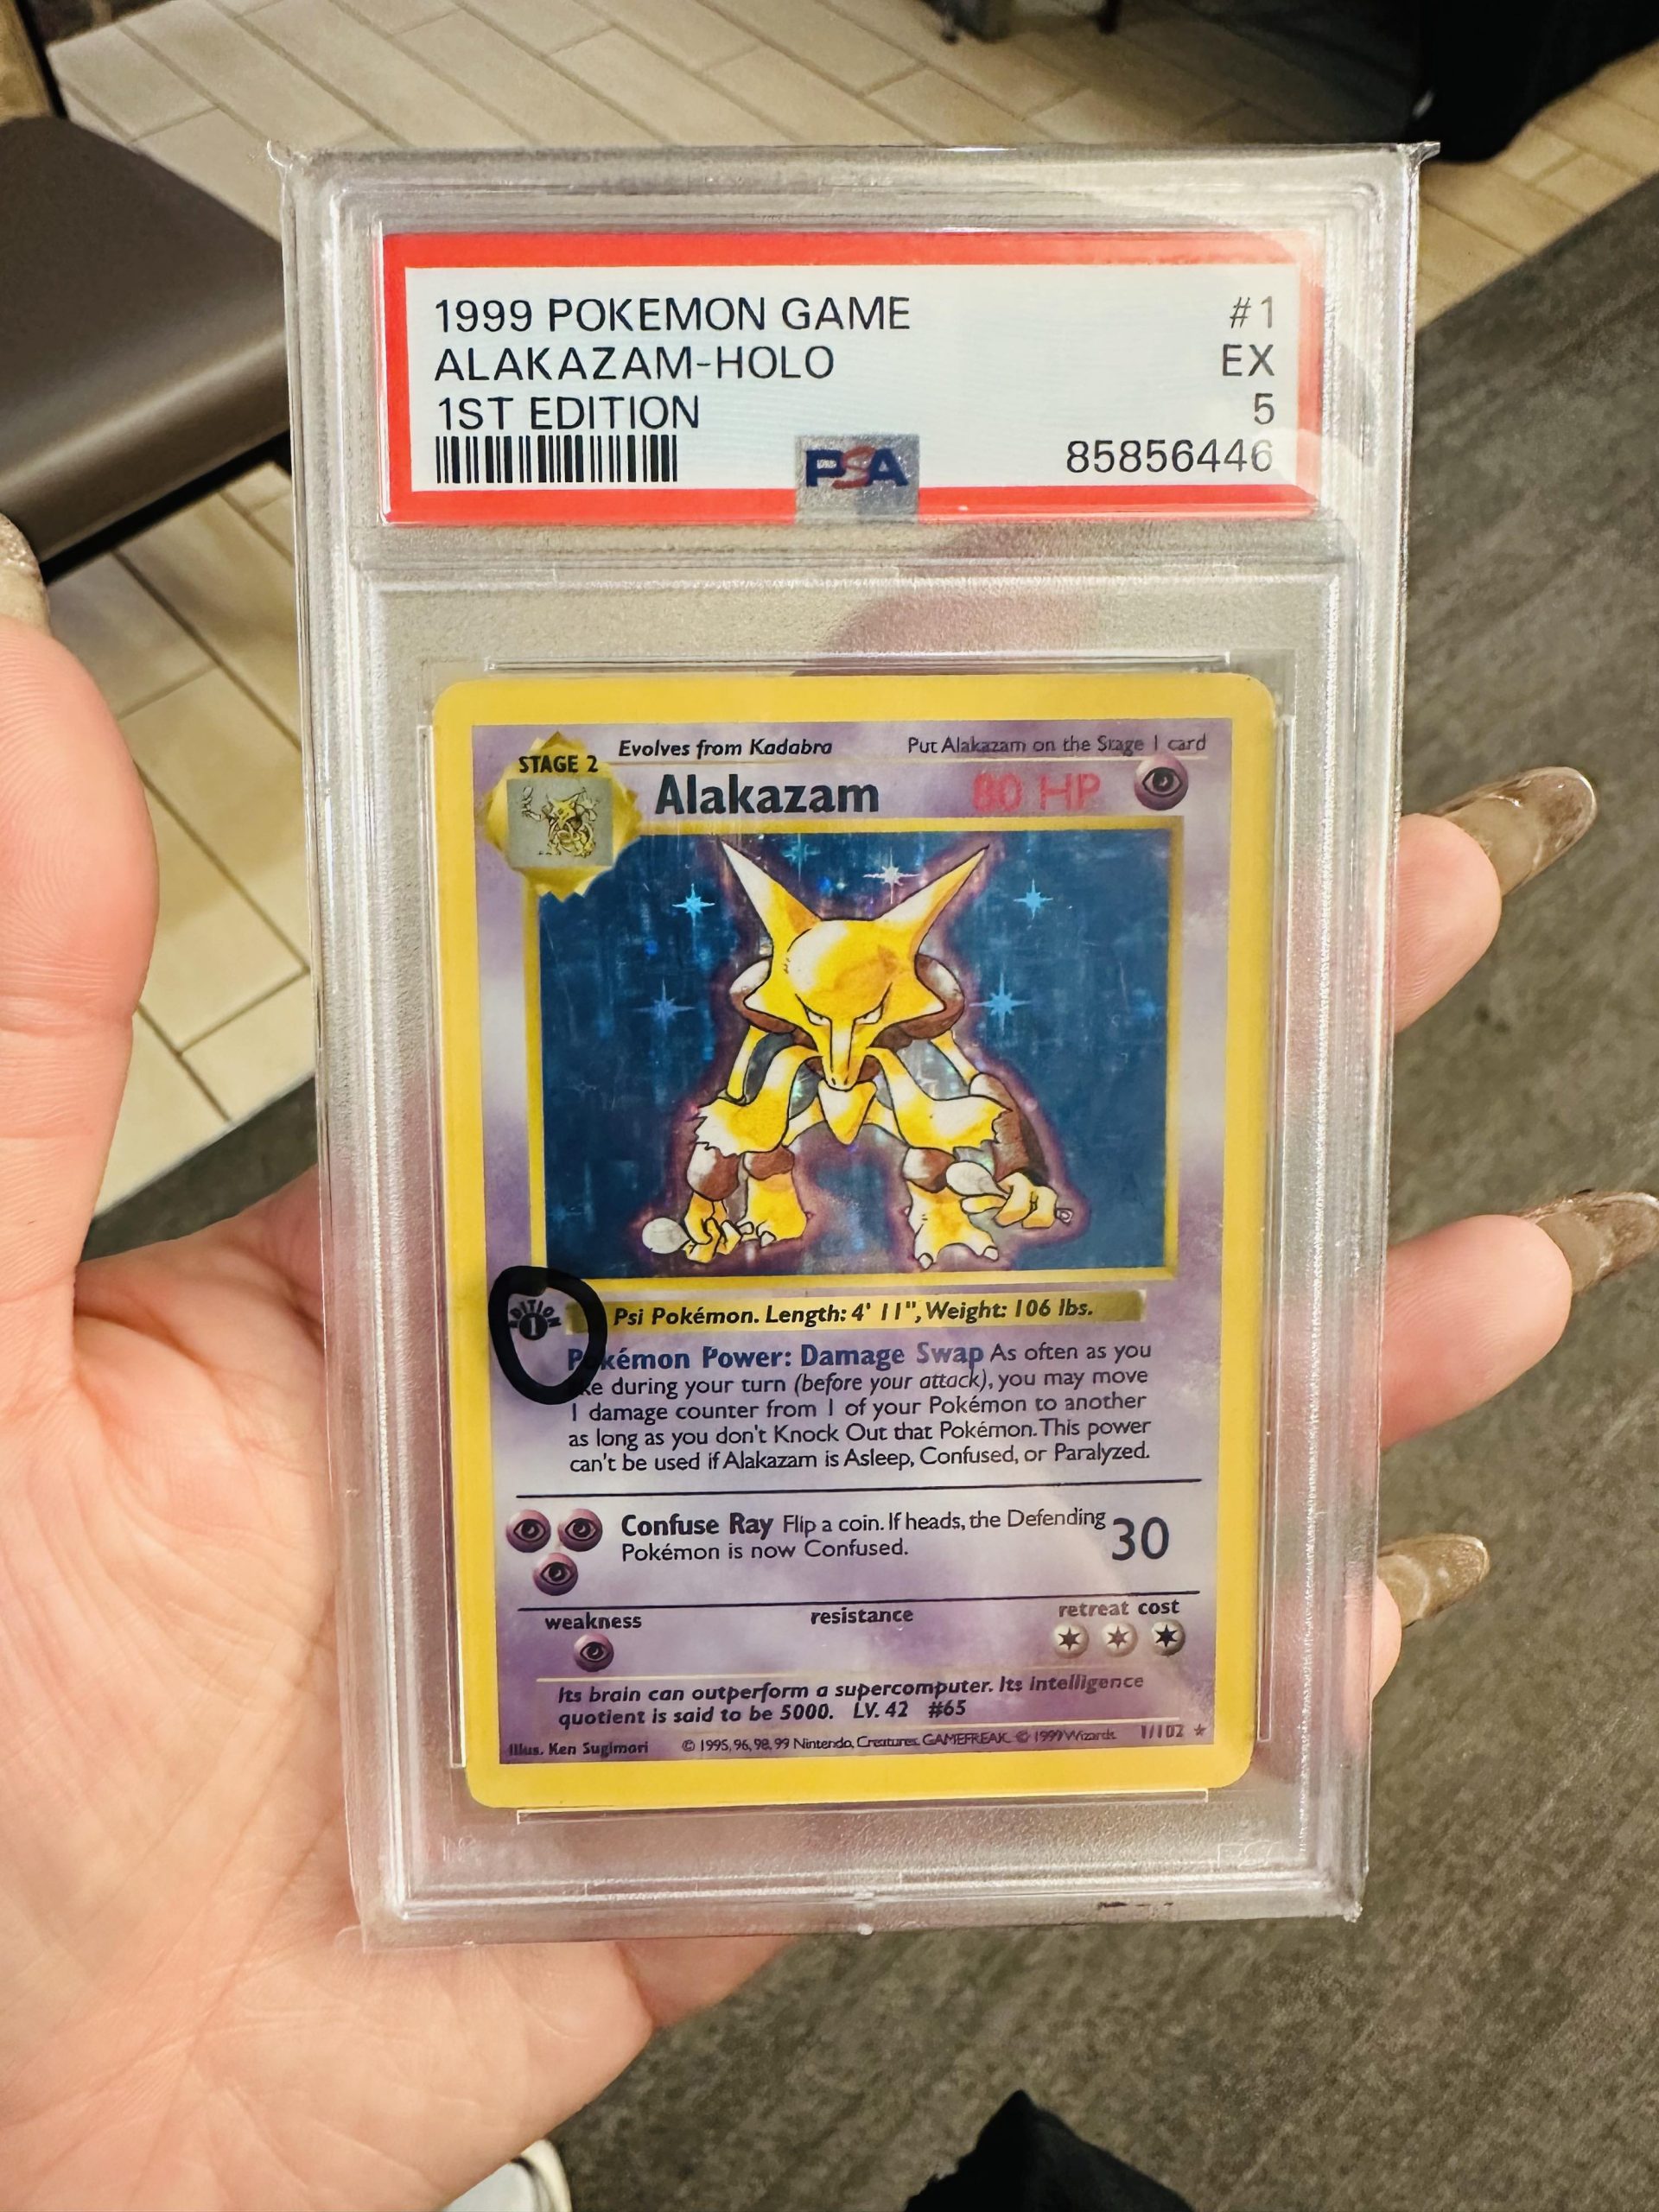 1999 POKEMON GAME #1
ALAKAZAM-HOLO EX
1ST EDITION 5
PSA 85856446
Evolves from Kadabra Put Alakazam on the Stage 1 card
STAGE 2
Alakazam 80 HP
EDITION
1
Psi Pokémon. Length: 4' 11", Weight: 106 lbs.
Pokémon Power: Damage Swap As often as you
during your turn (before your attack), you may move
1 damage counter from 1 of your Pokémon to another
as long as you don't Knock Out that Pokémon. This power
can't be used if Alakazam is Asleep, Confused, or Paralyzed.
Confuse Ray Flip a coin. If heads, the Defending 30
Pokémon is now Confused.
weakness resistance retreat cost
Its brain can outperform a supercomputer. Its intelligence
quotient is said to be 5000. LV. 42 #65
Illus. Ken Sugimori © 1995, 96, 98, 99 Nintendo, Creatures, GAMEFREAK. © 1999 Wizards. 1/102 ★